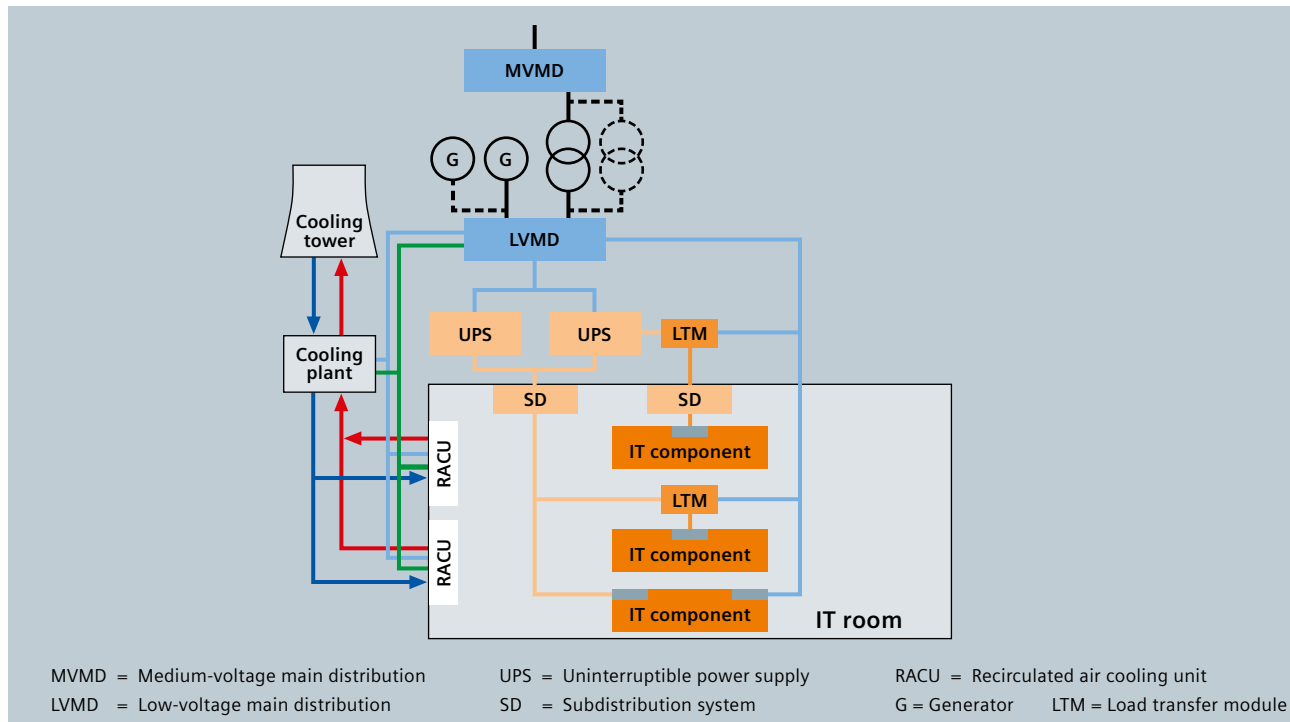 MVMD
G
G
Cooling
tower
LVMD
UPS
UPS
LTM
Cooling
plant
SD
SD
IT component
RACU
LTM
IT component
RACU
IT component
IT room
MVMD = Medium-voltage main distribution
UPS = Uninterruptible power supply
RACU = Recirculated air cooling unit
LVMD = Low-voltage main distribution
SD = Subdistribution system
G = Generator LTM = Load transfer module